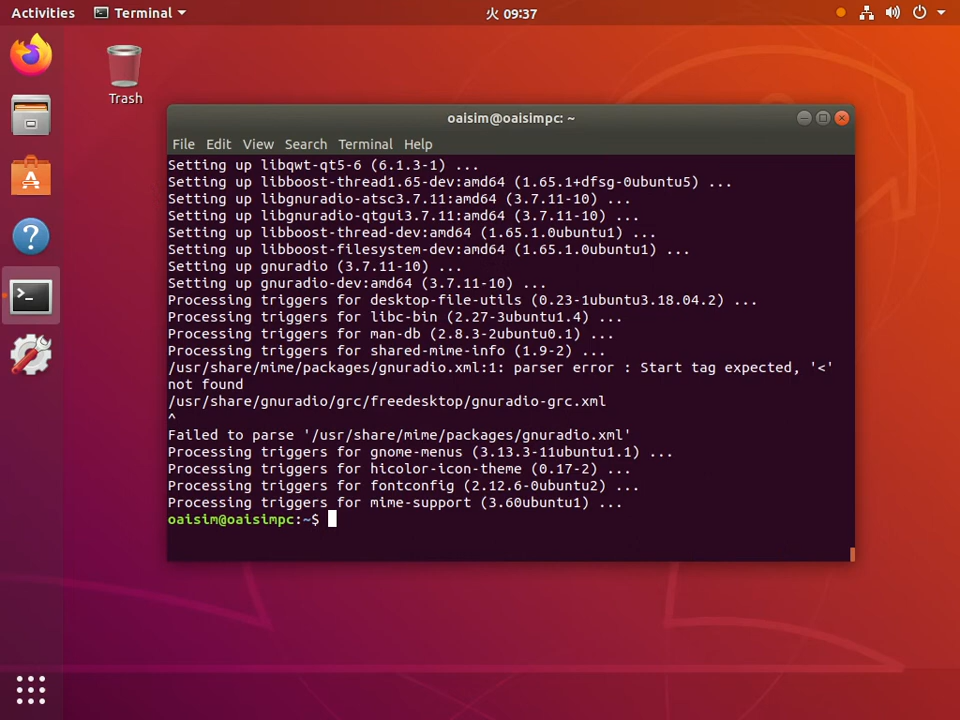 Activities
Terminal
火 09:37
Trash
oaisim@oaisimpc: ~
File Edit View Search Terminal Help
Setting up libqwt-qt5-6 (6.1.3-1) ...
Setting up libboost-thread1.65-dev:amd64 (1.65.1+dfsg-0ubuntu5) ...
Setting up libgnuradio-atsc3.7.11:amd64 (3.7.11-10) ...
Setting up libgnuradio-qtgui3.7.11:amd64 (3.7.11-10) ...
Setting up libboost-thread-dev:amd64 (1.65.1.0ubuntu1) ...
Setting up libboost-filesystem-dev:amd64 (1.65.1.0ubuntu1) ...
Setting up gnuradio (3.7.11-10) ...
Setting up gnuradio-dev:amd64 (3.7.11-10) ...
Processing triggers for desktop-file-utils (0.23-1ubuntu3.18.04.2) ...
Processing triggers for libc-bin (2.27-3ubuntu1.4) ...
Processing triggers for man-db (2.8.3-2ubuntu0.1) ...
Processing triggers for shared-mime-info (1.9-2) ...
/usr/share/mime/packages/gnuradio.xml:1: parser error : Start tag expected, '<'
not found
/usr/share/gnuradio/grc/freedesktop/gnuradio-grc.xml
^
Failed to parse '/usr/share/mime/packages/gnuradio.xml'
Processing triggers for gnome-menus (3.13.3-11ubuntu1.1) ...
Processing triggers for hicolor-icon-theme (0.17-2) ...
Processing triggers for fontconfig (2.12.6-0ubuntu2) ...
Processing triggers for mime-support (3.60ubuntu1) ...
oaisim@oaisimpc:~$